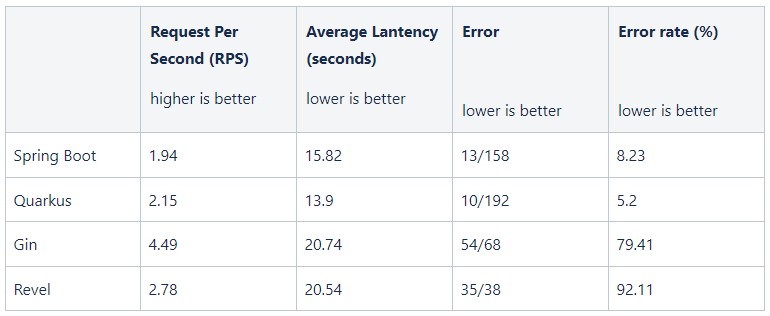 Request Per Second (RPS) higher is better | Average Lantency (seconds) lower is better | Error lower is better | Error rate (%) lower is better
Spring Boot | 1.94 | 15.82 | 13/158 | 8.23
Quarkus | 2.15 | 13.9 | 10/192 | 5.2
Gin | 4.49 | 20.74 | 54/68 | 79.41
Revel | 2.78 | 20.54 | 35/38 | 92.11